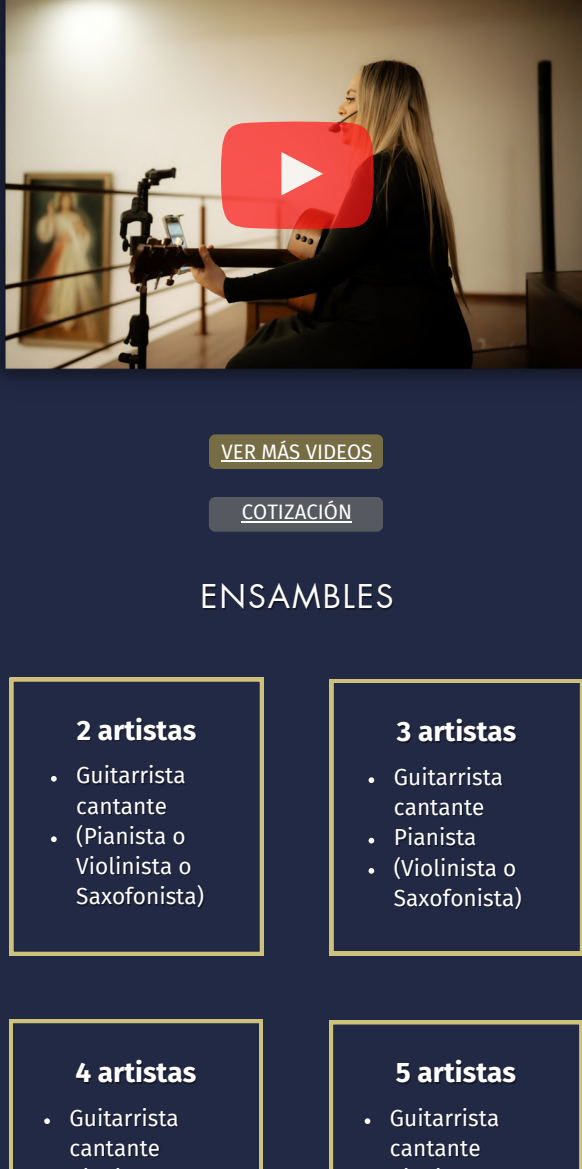 VER MÁS VIDEOS
COTIZACIÓN
ENSAMBLES
2 artistas
• Guitarrista
cantante
• (Pianista o
Violinista o
Saxofonista)
3 artistas
• Guitarrista
cantante
• Pianista
• (Violinista o
Saxofonista)
4 artistas
• Guitarrista
cantante
5 artistas
• Guitarrista
cantante